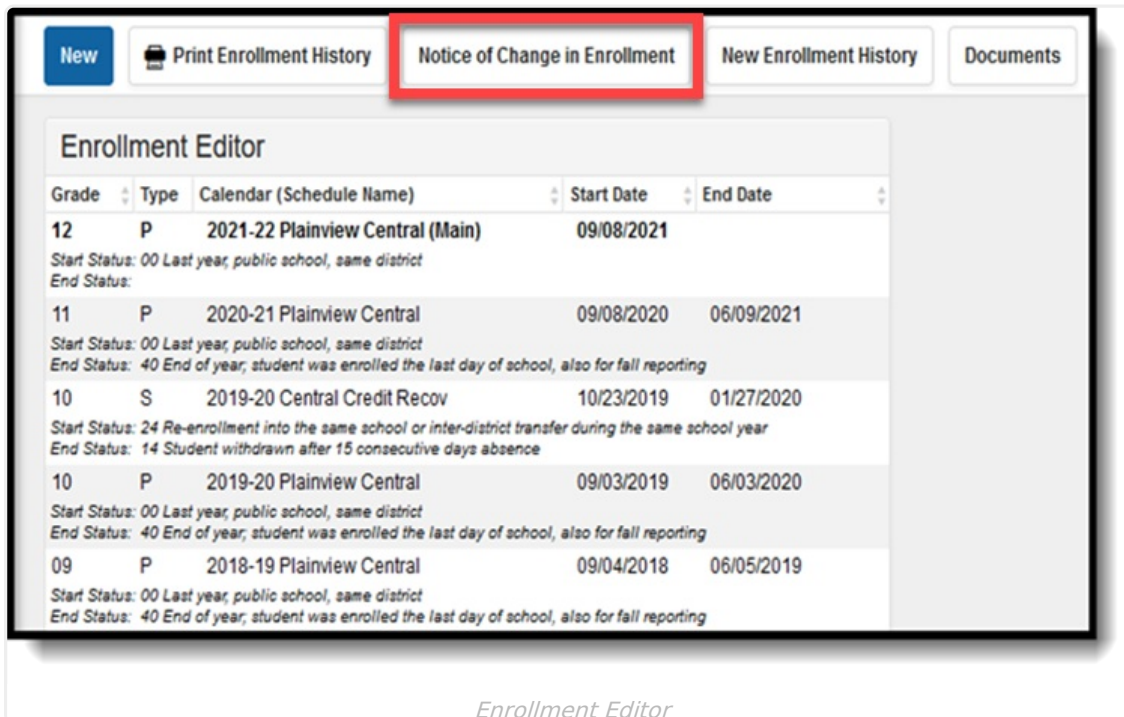 New Print Enrollment History Notice of Change in Enrollment New Enrollment History Documents
Enrollment Editor
Grade Type Calendar (Schedule Name) Start Date End Date
12 P 2021-22 Plainview Central (Main) 09/08/2021
Start Status: 00 Last year, public school, same district
End Status:
11 P 2020-21 Plainview Central 09/08/2020 06/09/2021
Start Status: 00 Last year, public school, same district
End Status: 40 End of year; student was enrolled the last day of school, also for fall reporting
10 S 2019-20 Central Credit Recov 10/23/2019 01/27/2020
Start Status: 24 Re-enrollment into the same school or inter-district transfer during the same school year
End Status: 14 Student withdrawn after 15 consecutive days absence
10 P 2019-20 Plainview Central 09/03/2019 06/03/2020
Start Status: 00 Last year, public school, same district
End Status: 40 End of year; student was enrolled the last day of school, also for fall reporting
09 P 2018-19 Plainview Central 09/04/2018 06/05/2019
Start Status: 00 Last year, public school, same district
End Status: 40 End of year; student was enrolled the last day of school, also for fall reporting
Enrollment Editor